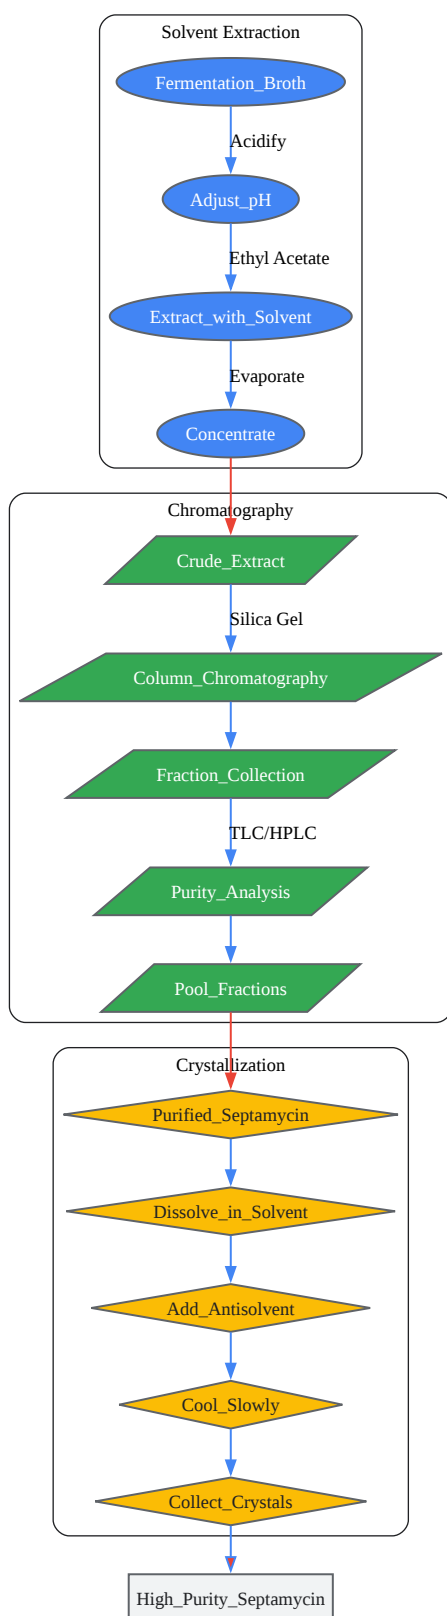 Solvent Extraction
Fermentation_Broth
Acidify
Adjust_pH
Ethyl Acetate
Extract_with_Solvent
Evaporate
Concentrate
Chromatography
Crude_Extract
Silica Gel
Column_Chromatography
Fraction_Collection
TLC/HPLC
Purity_Analysis
Pool_Fractions
Crystallization
Purified_Septamycin
Dissolve_in_Solvent
Add_Antisolvent
Cool_Slowly
Collect_Crystals
High_Purity_Septamycin